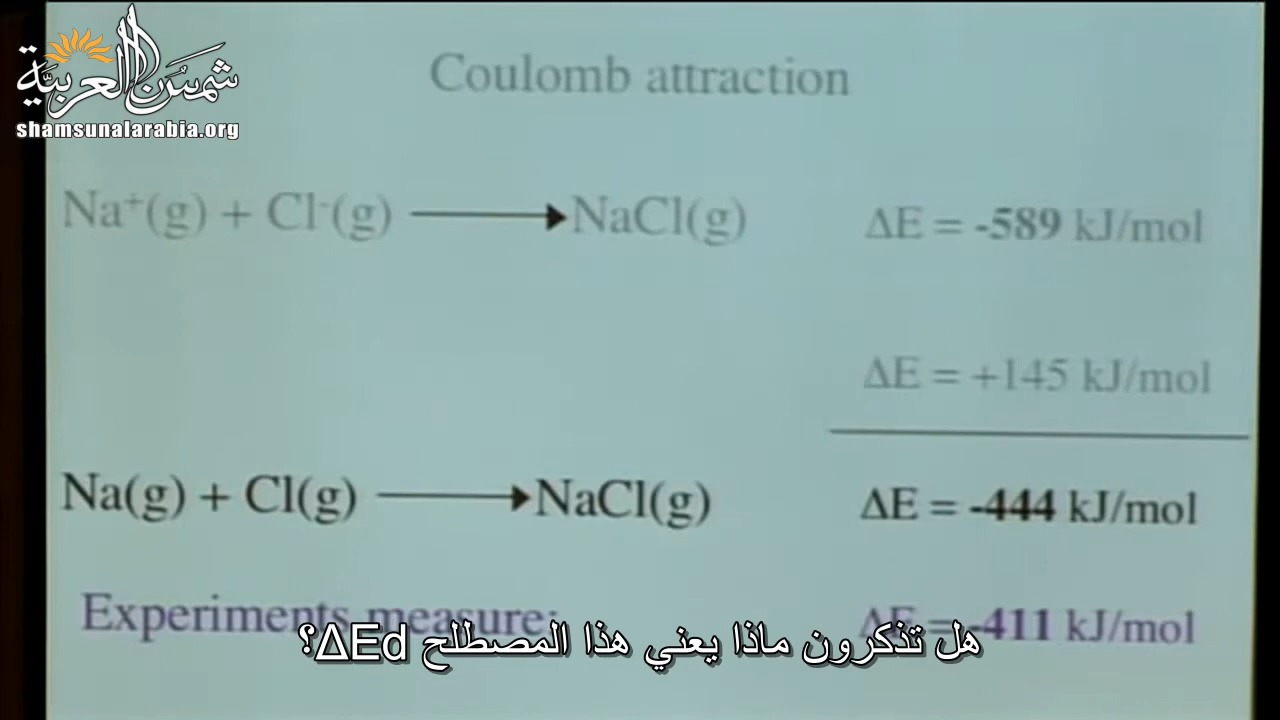 شمس العربية
shamsunalarabia.org
Coulomb attraction
Na⁺(g) + Cl⁻(g) → NaCl(g) ΔE = -589 kJ/mol
ΔE = +145 kJ/mol
Na(g) + Cl(g) → NaCl(g) ΔE = -444 kJ/mol
Experiments measure: ΔE = -411 kJ/mol
هل تذكرون ماذا يعني هذا المصطلح ΔEd؟